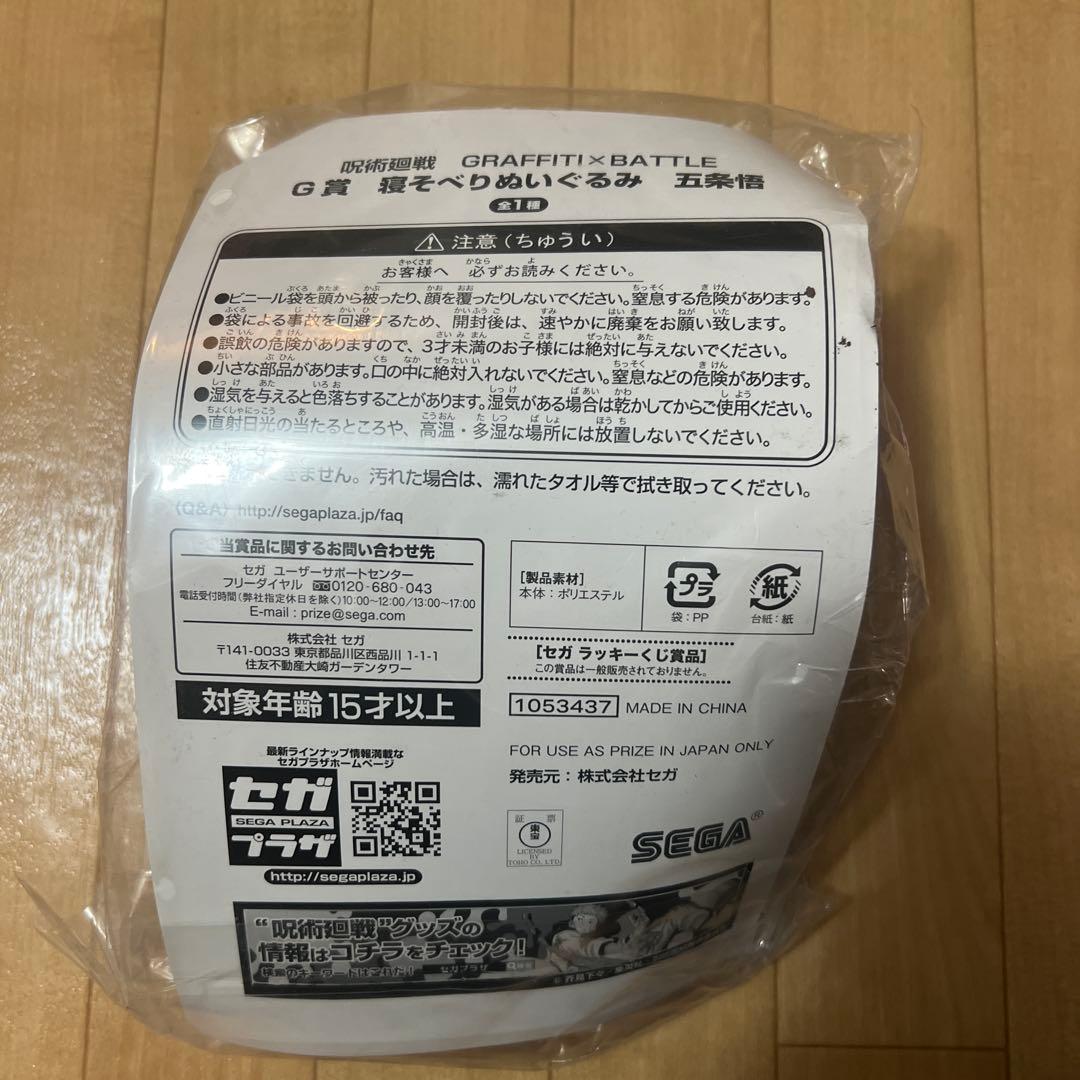 呪術廻戦 GRAFFITI×BATTLE
G賞 寝そべりぬいぐるみ 五条悟
全1種
注意(ちゅうい)
お客様へ 必ずお読みください。
●ビニール袋を頭から被ったり、顔を覆ったりしないでください。窒息する危険があります。
●袋による事故を回避するため、開封後は、速やかに廃棄をお願い致します。
●誤飲の危険がありますので、3才未満のお子様には絶対に与えないでください。
●小さな部品があります。口の中に絶対入れないでください。窒息などの危険があります。
●湿気を与えると色落ちすることがあります。湿気がある場合は乾かしてからご使用ください。
●直射日光の当たるところや、高温・多湿な場所には放置しないでください。
できません。汚れた場合は、濡れたタオル等で拭き取ってください。
〈Q&A〉http://segaplaza.jp/faq
当賞品に関するお問い合わせ先
セガ ユーザーサポートセンター
フリーダイヤル 0120-680-043
電話受付時間(弊社指定休日を除く)10:00~12:00/13:00~17:00
E-mail:prize@sega.com
株式会社 セガ
〒141-0033 東京都品川区西品川 1-1-1
住友不動産大崎ガーデンタワー
対象年齢15才以上
[製品素材]
本体:ポリエステル
プラ
袋:PP
紙
台紙:紙
[セガ ラッキーくじ賞品]
この賞品は一般販売されておりません。
1053437 MADE IN CHINA
FOR USE AS PRIZE IN JAPAN ONLY
発売元:株式会社セガ
最新ラインナップ情報満載な
セガプラザホームページ
セガ
SEGA PLAZA
プラザ
http://segaplaza.jp
証 票
東宝
LICENSED
BY
TOHO CO., LTD.
SEGA®
"呪術廻戦"グッズの
情報はコチラをチェック!
検索のキーワードはこれだ!
セガプラザ
©芥見下々/集英社